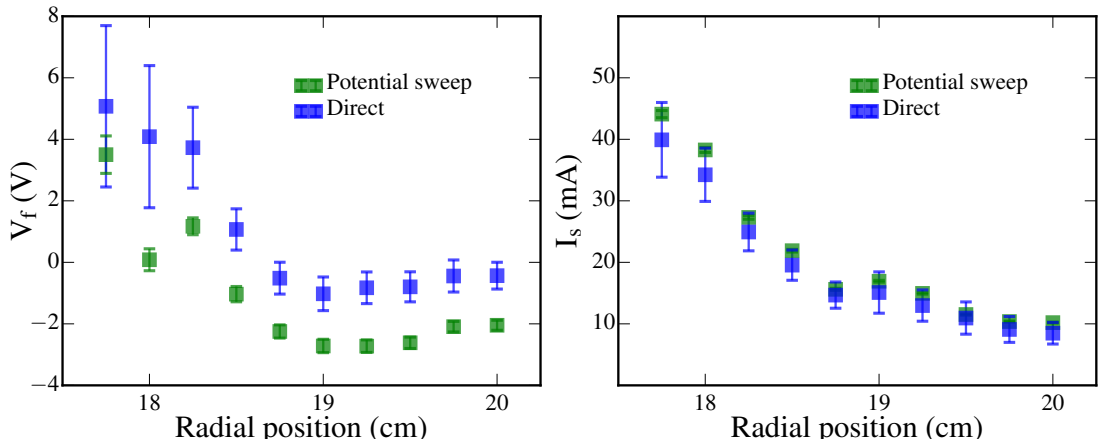 8
6
4
2
0
−2
−4
V_f (V)
Potential sweep
Direct
18
19
20
Radial position (cm)
50
40
30
20
10
I_s (mA)
Potential sweep
Direct
18
19
20
Radial position (cm)